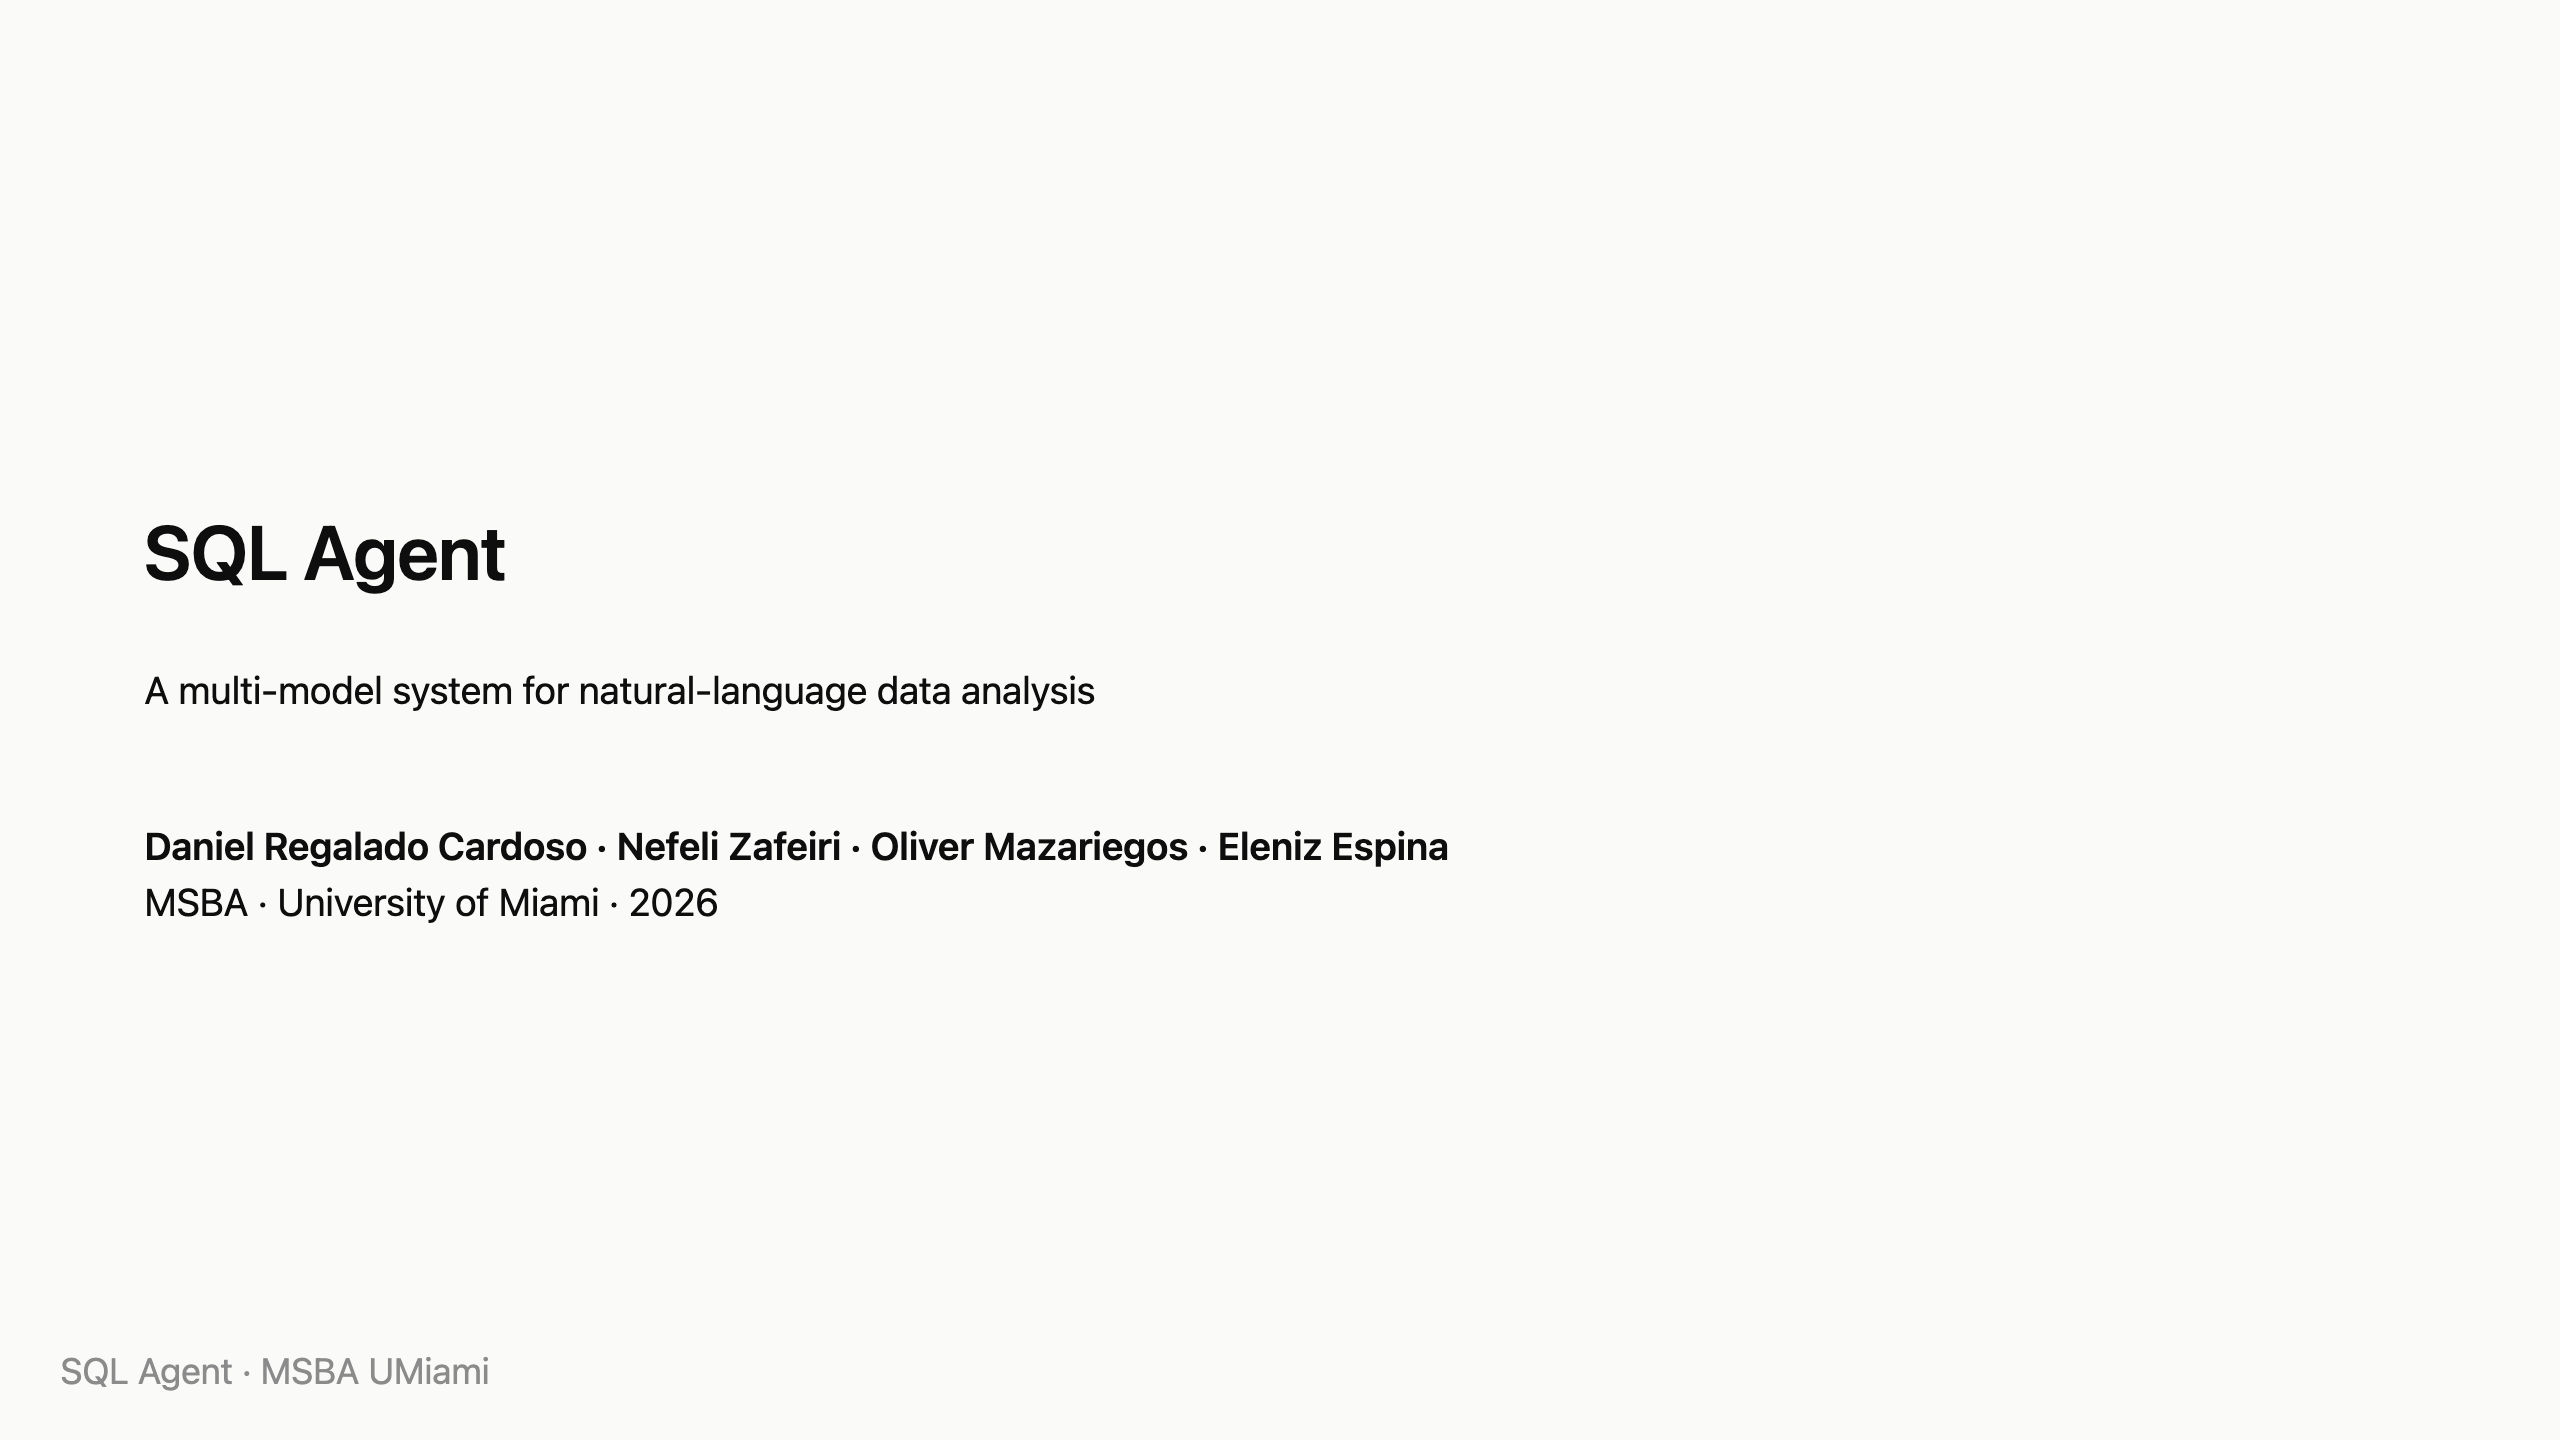 SQL Agent
A multi-model system for natural-language data analysis
Daniel Regalado Cardoso · Nefeli Zafeiri · Oliver Mazariegos · Eleniz Espina
MSBA · University of Miami · 2026
SQL Agent · MSBA UMiami